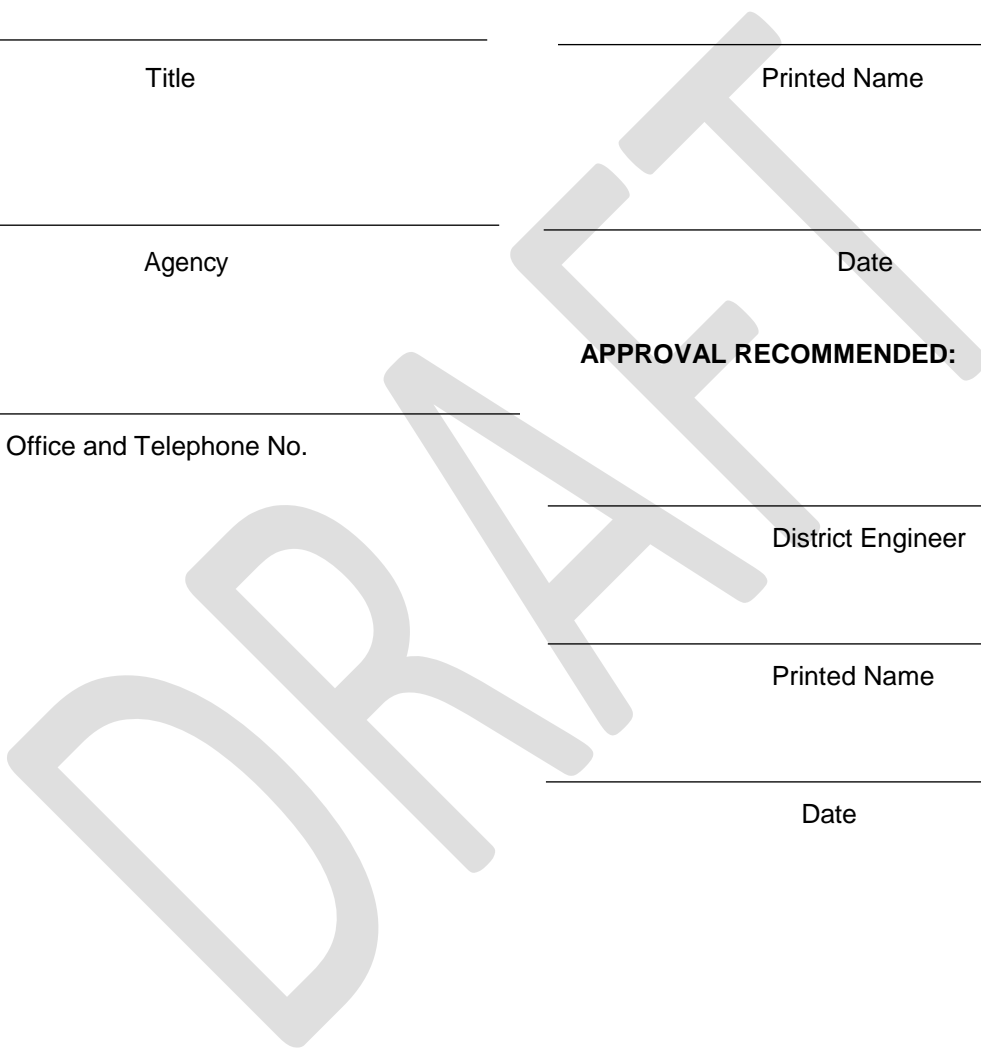 Title
Printed Name
Agency
Date
APPROVAL RECOMMENDED:
Office and Telephone No.
District Engineer
Printed Name
Date
DRAFT